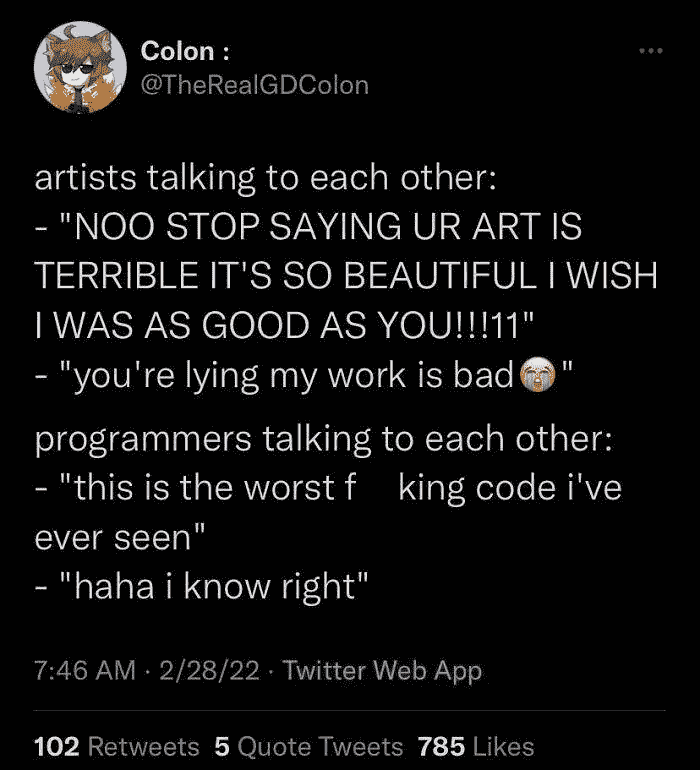 Colon :
@TheRealGDColon
artists talking to each other:
- "NOO STOP SAYING UR ART IS
TERRIBLE IT'S SO BEAUTIFUL I WISH
I WAS AS GOOD AS YOU!!!11"
- "you're lying my work is bad😭"
programmers talking to each other:
- "this is the worst f    king code i've
ever seen"
- "haha i know right"
7:46 AM · 2/28/22 · Twitter Web App
102 Retweets 5 Quote Tweets 785 Likes